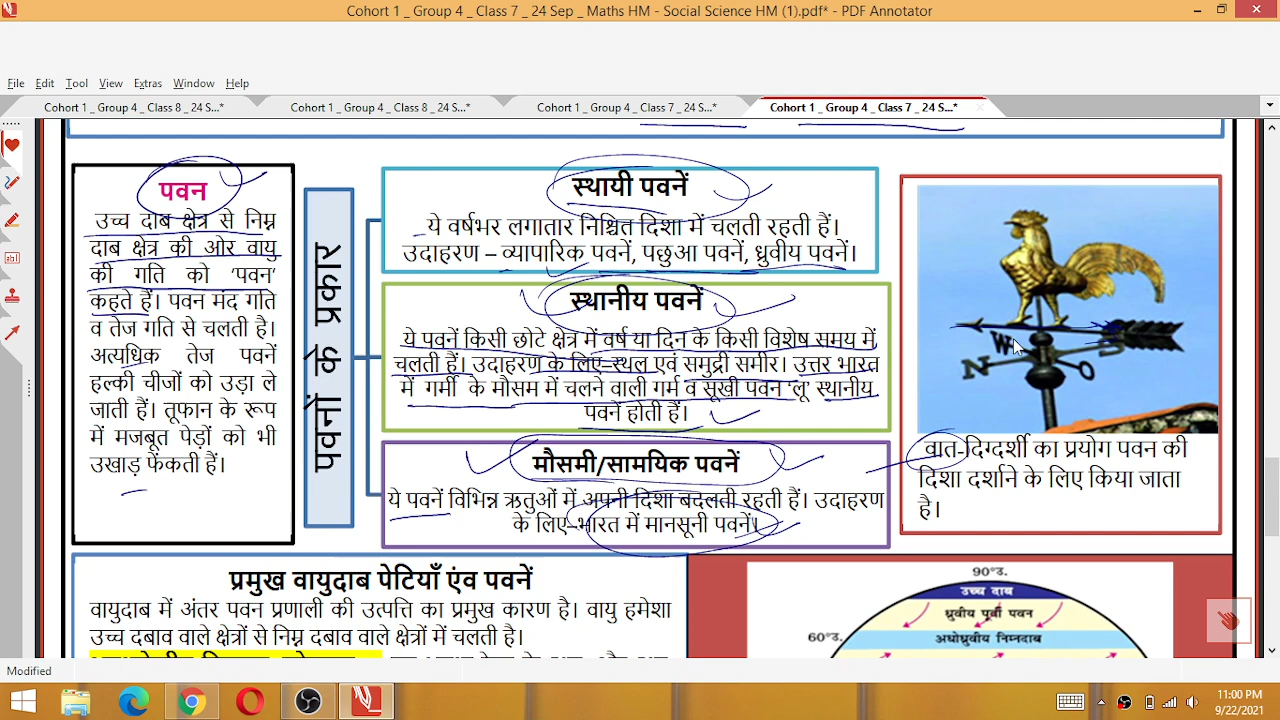 Cohort 1 _ Group 4 _ Class 7 _ 24 Sep _ Maths HM - Social Science HM (1).pdf* - PDF Annotator
File Edit Tool View Extras Window Help
Cohort 1 _ Group 4 _ Class 8 _ 24 S...* Cohort 1 _ Group 4 _ Class 8 _ 24 S...* Cohort 1 _ Group 4 _ Class 7 _ 24 S...* Cohort 1 _ Group 4 _ Class 7 _ 24 S...*
पवन
उच्च दाब क्षेत्र से निम्न
दाब क्षेत्र की ओर वायु
की गति को ‘पवन‘
कहते हैं। पवन मंद गति
व तेज गति से चलती है।
अत्यधिक तेज पवनें
हल्की चीजों को उड़ा ले
जाती हैं। तूफान के रूप
में मजबूत पेड़ों को भी
उखाड़ फेंकती हैं।
पवनों के प्रकार
स्थायी पवनें
ये वर्षभर लगातार निश्चित दिशा में चलती रहती हैं।
उदाहरण – व्यापारिक पवनें, पछुआ पवनें, ध्रुवीय पवनें।
स्थानीय पवनें
ये पवनें किसी छोटे क्षेत्र में वर्ष या दिन के किसी विशेष समय में
चलती हैं। उदाहरण के लिए–स्थल एवं समुद्री समीर। उत्तर भारत
में गर्मी के मौसम में चलने वाली गर्म व सूखी पवन ‘लू’ स्थानीय
पवनें होती हैं।
मौसमी/सामयिक पवनें
ये पवनें विभिन्न ऋतुओं में अपनी दिशा बदलती रहती हैं। उदाहरण
के लिए–भारत में मानसूनी पवनें।
W
N
S
वात-दिग्दर्शी का प्रयोग पवन की
दिशा दर्शाने के लिए किया जाता
है।
प्रमुख वायुदाब पेटियाँ एंव पवनें
वायुदाब में अंतर पवन प्रणाली की उत्पत्ति का प्रमुख कारण है। वायु हमेशा
उच्च दबाव वाले क्षेत्रों से निम्न दबाव वाले क्षेत्रों में चलती है।
90°उ.
उच्च दाब
ध्रुवीय पूर्वी पवन
60°उ.
अधोध्रुवीय निम्नदाब
Modified
11:00 PM
9/22/2021